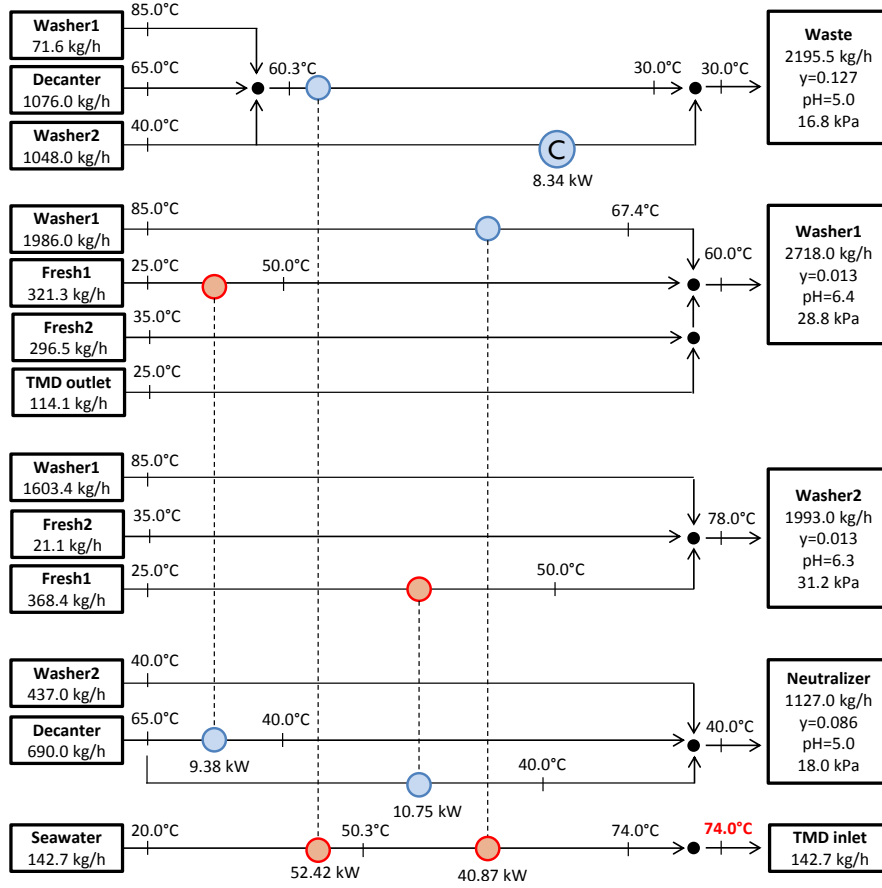 85.0°C
Washer1
71.6 kg/h
65.0°C
Decanter
1076.0 kg/h
60.3°C
30.0°C
30.0°C
40.0°C
Washer2
1048.0 kg/h
C
8.34 kW
Waste
2195.5 kg/h
y=0.127
pH=5.0
16.8 kPa
85.0°C
Washer1
1986.0 kg/h
67.4°C
25.0°C
Fresh1
321.3 kg/h
50.0°C
60.0°C
35.0°C
Fresh2
296.5 kg/h
25.0°C
TMD outlet
114.1 kg/h
Washer1
2718.0 kg/h
y=0.013
pH=6.4
28.8 kPa
85.0°C
Washer1
1603.4 kg/h
35.0°C
Fresh2
21.1 kg/h
78.0°C
25.0°C
Fresh1
368.4 kg/h
50.0°C
Washer2
1993.0 kg/h
y=0.013
pH=6.3
31.2 kPa
40.0°C
Washer2
437.0 kg/h
65.0°C
Decanter
690.0 kg/h
40.0°C
40.0°C
9.38 kW
40.0°C
10.75 kW
Neutralizer
1127.0 kg/h
y=0.086
pH=5.0
18.0 kPa
20.0°C
Seawater
142.7 kg/h
50.3°C
74.0°C
74.0°C
52.42 kW
40.87 kW
TMD inlet
142.7 kg/h